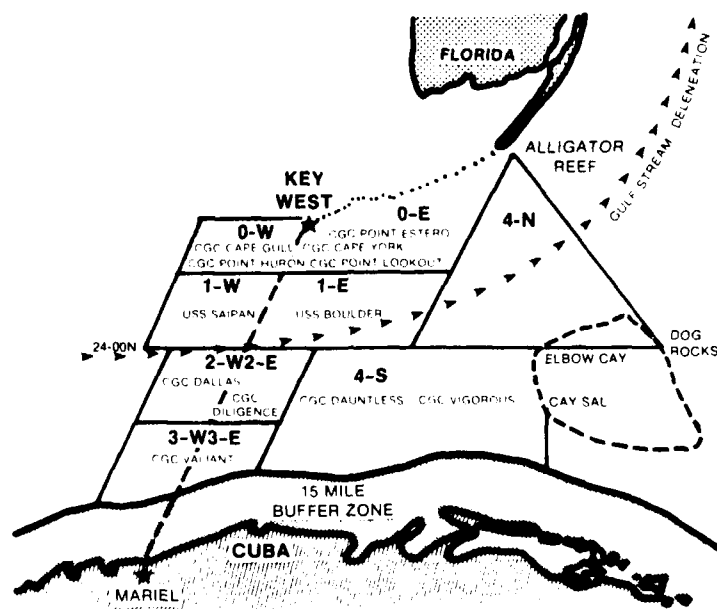 FLORIDA
GULF STREAM DELENEATION
ALLIGATOR
REEF
KEY
WEST
0-W
0-E
4-N
CGC POINT ESTERO
CGC CAPE GULL CGC CAPE YORK
CGC POINT HURON CGC POINT LOOKOUT
1-W
1-E
USS SAIPAN
USS BOULDER
24-00N
DOG
ROCKS
2-W2-E
ELBOW CAY
4-S
CGC DALLAS
CGC
DILIGENCE
CGC DAUNTLESS CGC VIGOROUS
CAY SAL
3-W3-E
CGC VALIANT
15 MILE
BUFFER ZONE
CUBA
MARIEL